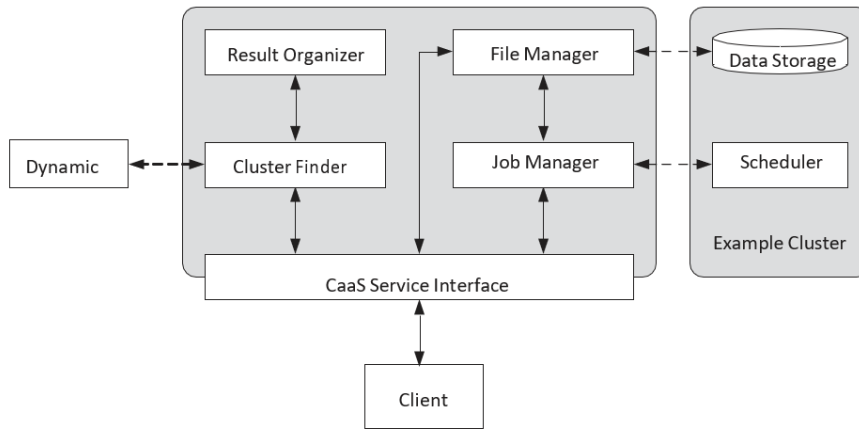 Result Organizer
File Manager
Data Storage
Dynamic
Cluster Finder
Job Manager
Scheduler
Example Cluster
CaaS Service Interface
Client